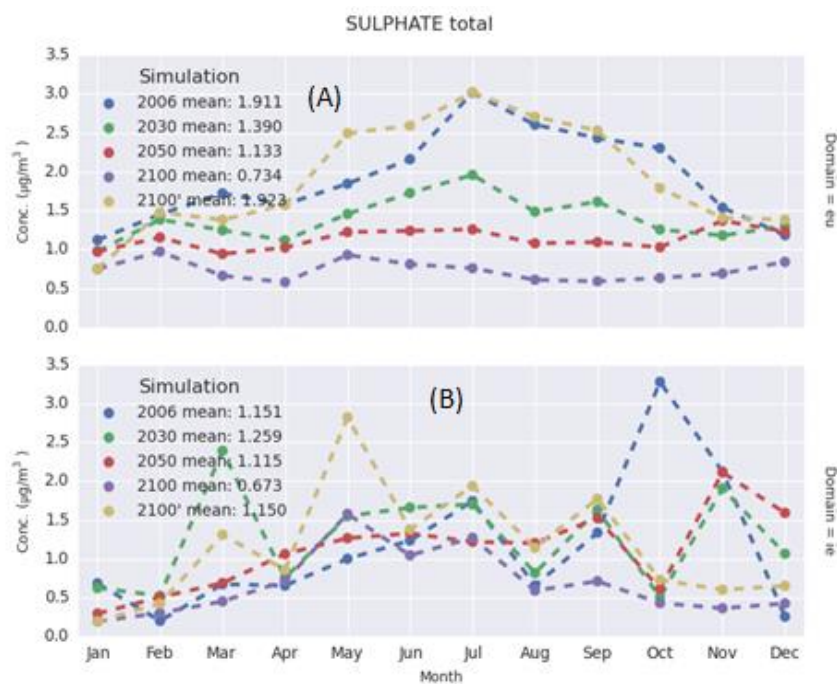 SULPHATE total
3.5
3.0
2.5
2.0
1.5
1.0
0.5
0.0
Conc. (μg/m³ )
Simulation
2006 mean: 1.911
2030 mean: 1.390
2050 mean: 1.133
2100 mean: 0.734
2100' mean: 1.923
(A)
Domain = eu
3.5
3.0
2.5
2.0
1.5
1.0
0.5
0.0
Conc. (μg/m³ )
Simulation
2006 mean: 1.151
2030 mean: 1.259
2050 mean: 1.115
2100 mean: 0.673
2100' mean: 1.150
(B)
Domain = ie
Jan Feb Mar Apr May Jun Jul Aug Sep Oct Nov Dec
Month